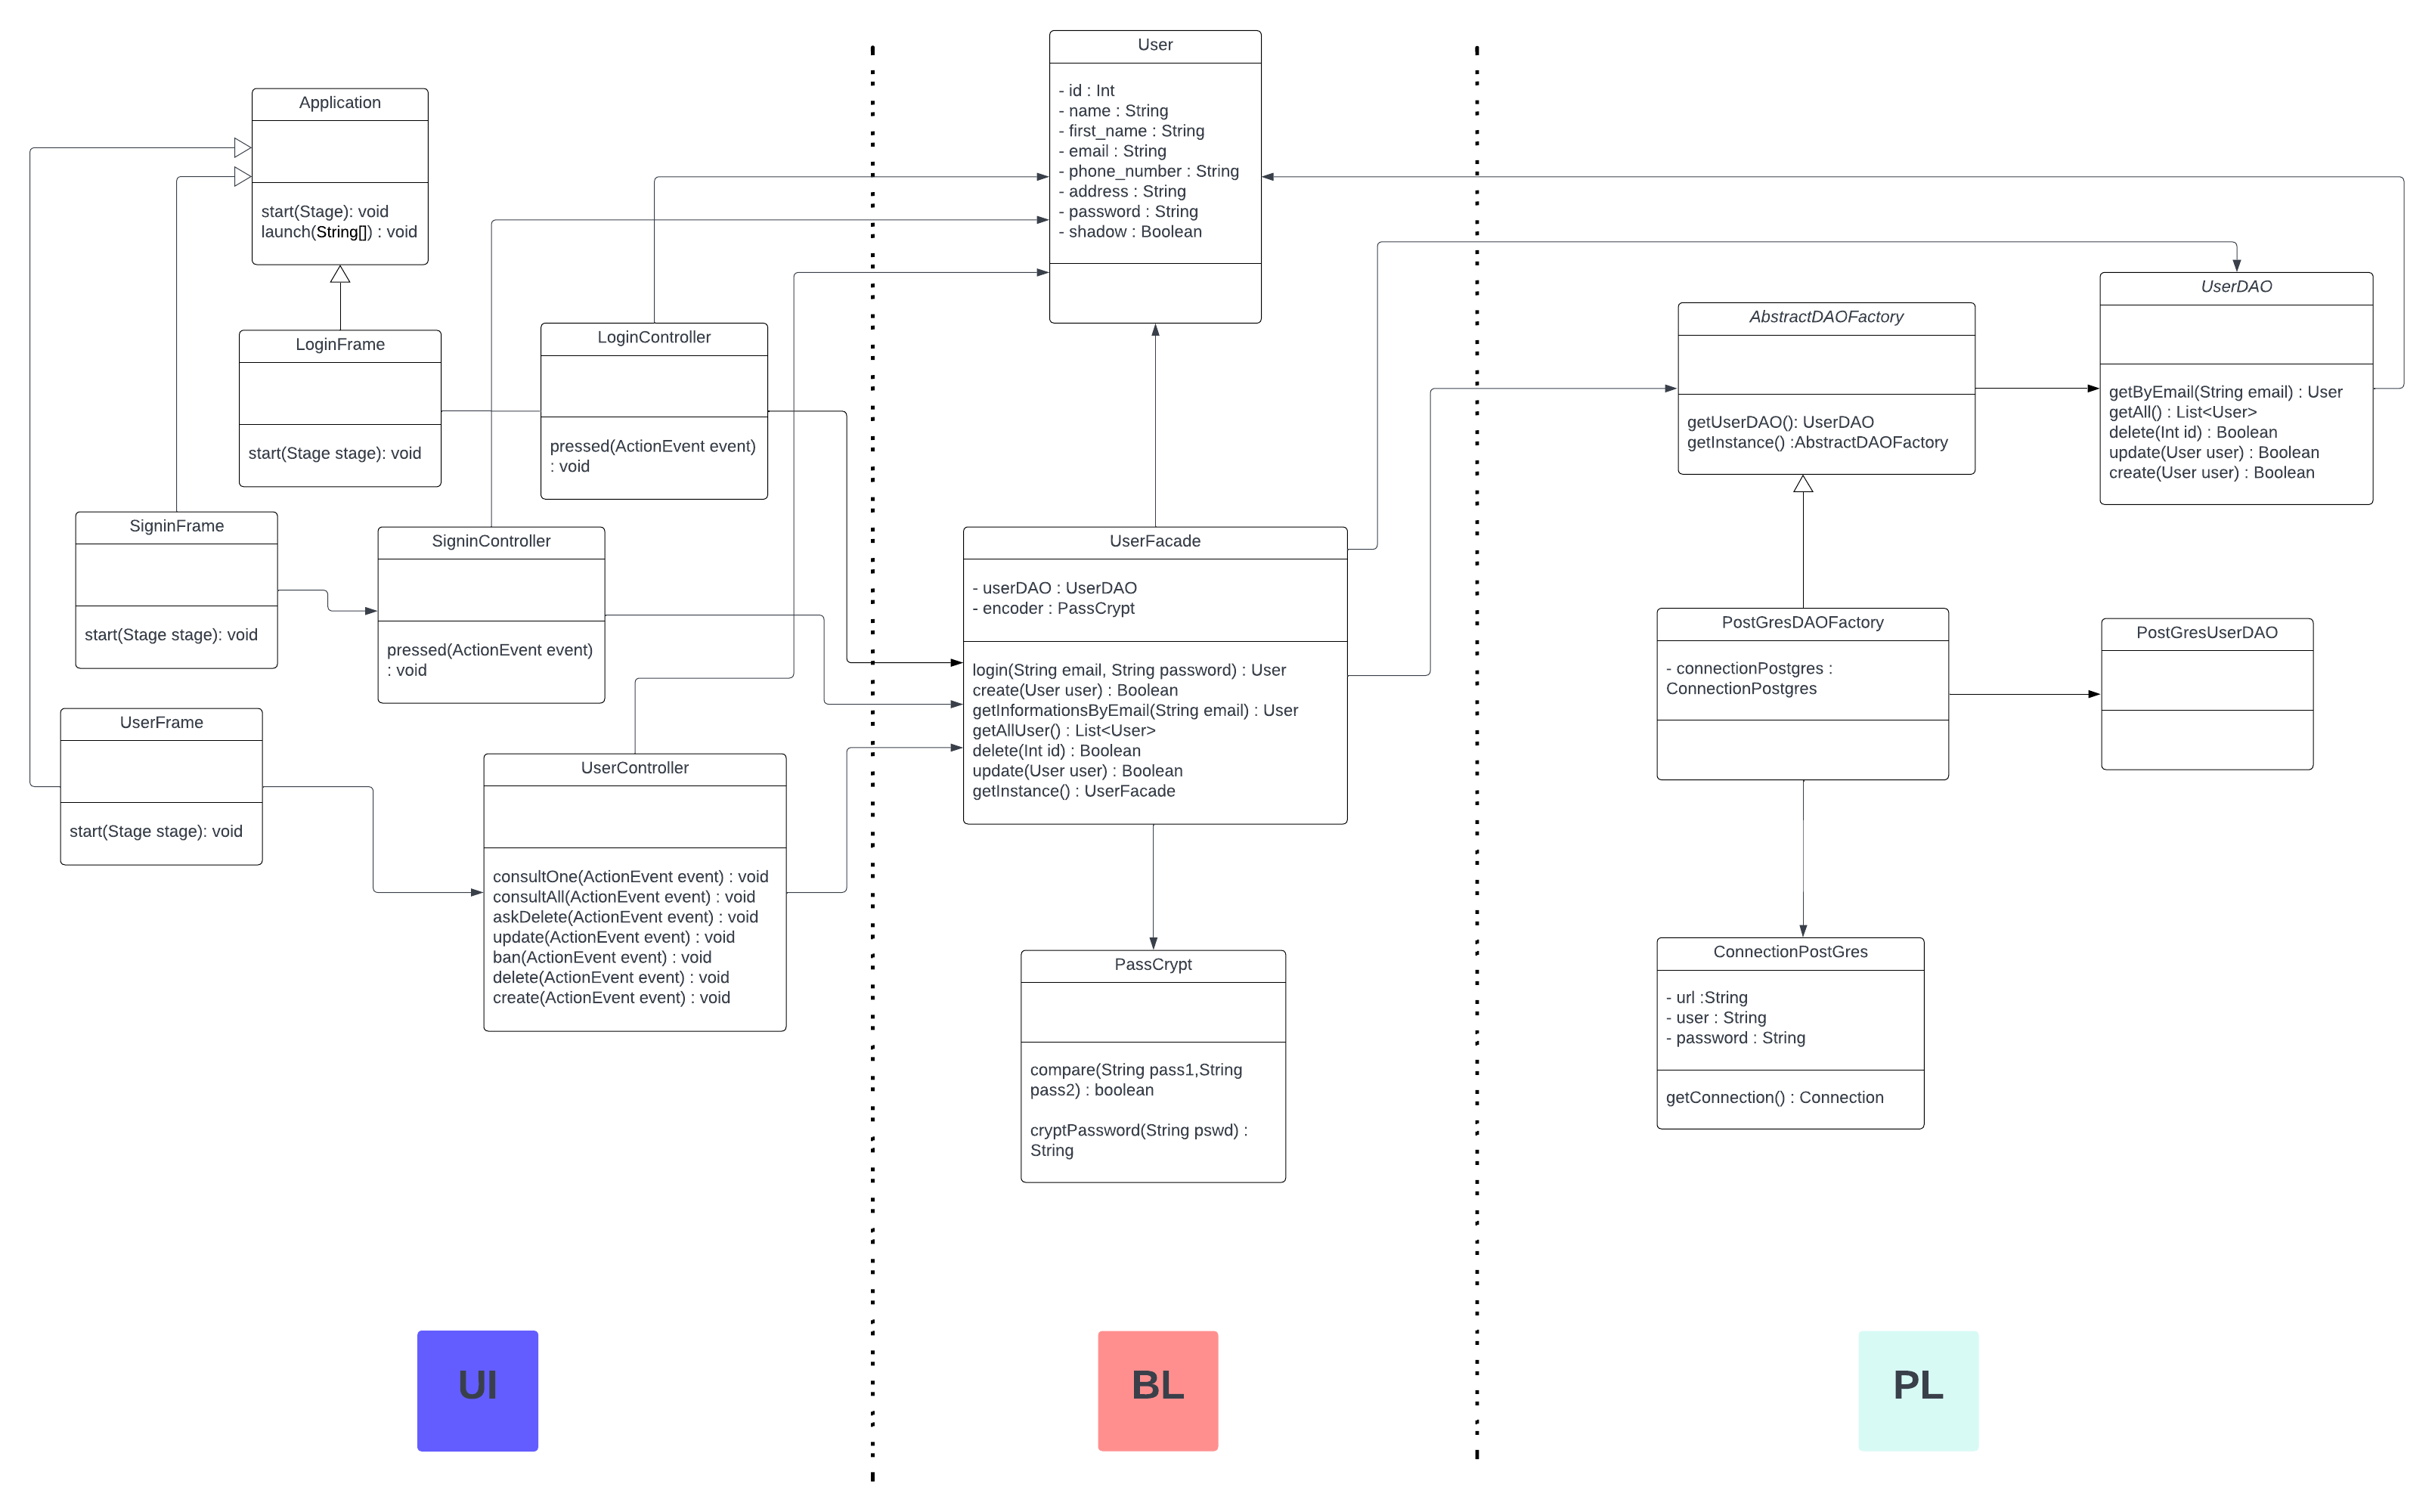 Application
start(Stage): void
launch(String[]) : void
LoginFrame
start(Stage stage): void
LoginController
pressed(ActionEvent event)
: void
SigninFrame
start(Stage stage): void
SigninController
pressed(ActionEvent event)
: void
UserFrame
start(Stage stage): void
UserController
consultOne(ActionEvent event) : void
consultAll(ActionEvent event) : void
askDelete(ActionEvent event) : void
update(ActionEvent event) : void
ban(ActionEvent event) : void
delete(ActionEvent event) : void
create(ActionEvent event) : void
UI
User
- id : Int
- name : String
- first_name : String
- email : String
- phone_number : String
- address : String
- password : String
- shadow : Boolean
UserFacade
- userDAO : UserDAO
- encoder : PassCrypt
login(String email, String password) : User
create(User user) : Boolean
getInformationsByEmail(String email) : User
getAllUser() : List<User>
delete(Int id) : Boolean
update(User user) : Boolean
getInstance() : UserFacade
PassCrypt
compare(String pass1,String
pass2) : boolean
cryptPassword(String pswd) :
String
BL
AbstractDAOFactory
getUserDAO(): UserDAO
getInstance() :AbstractDAOFactory
UserDAO
getByEmail(String email) : User
getAll() : List<User>
delete(Int id) : Boolean
update(User user) : Boolean
create(User user) : Boolean
PostGresDAOFactory
- connectionPostgres :
ConnectionPostgres
PostGresUserDAO
ConnectionPostGres
- url :String
- user : String
- password : String
getConnection() : Connection
PL